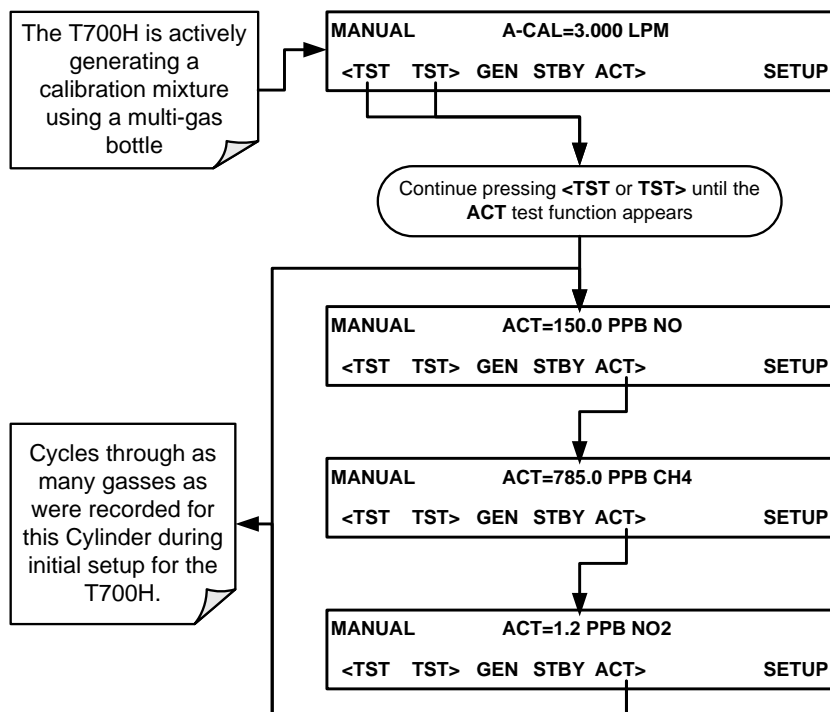 The T700H is actively
generating a
calibration mixture
using a multi-gas
bottle
MANUAL A-CAL=3.000 LPM
<TST TST> GEN STBY ACT> SETUP
Continue pressing <TST or TST> until the
ACT test function appears
MANUAL ACT=150.0 PPB NO
<TST TST> GEN STBY ACT> SETUP
Cycles through as
many gasses as
were recorded for
this Cylinder during
initial setup for the
T700H.
MANUAL ACT=785.0 PPB CH4
<TST TST> GEN STBY ACT> SETUP
MANUAL ACT=1.2 PPB NO2
<TST TST> GEN STBY ACT> SETUP